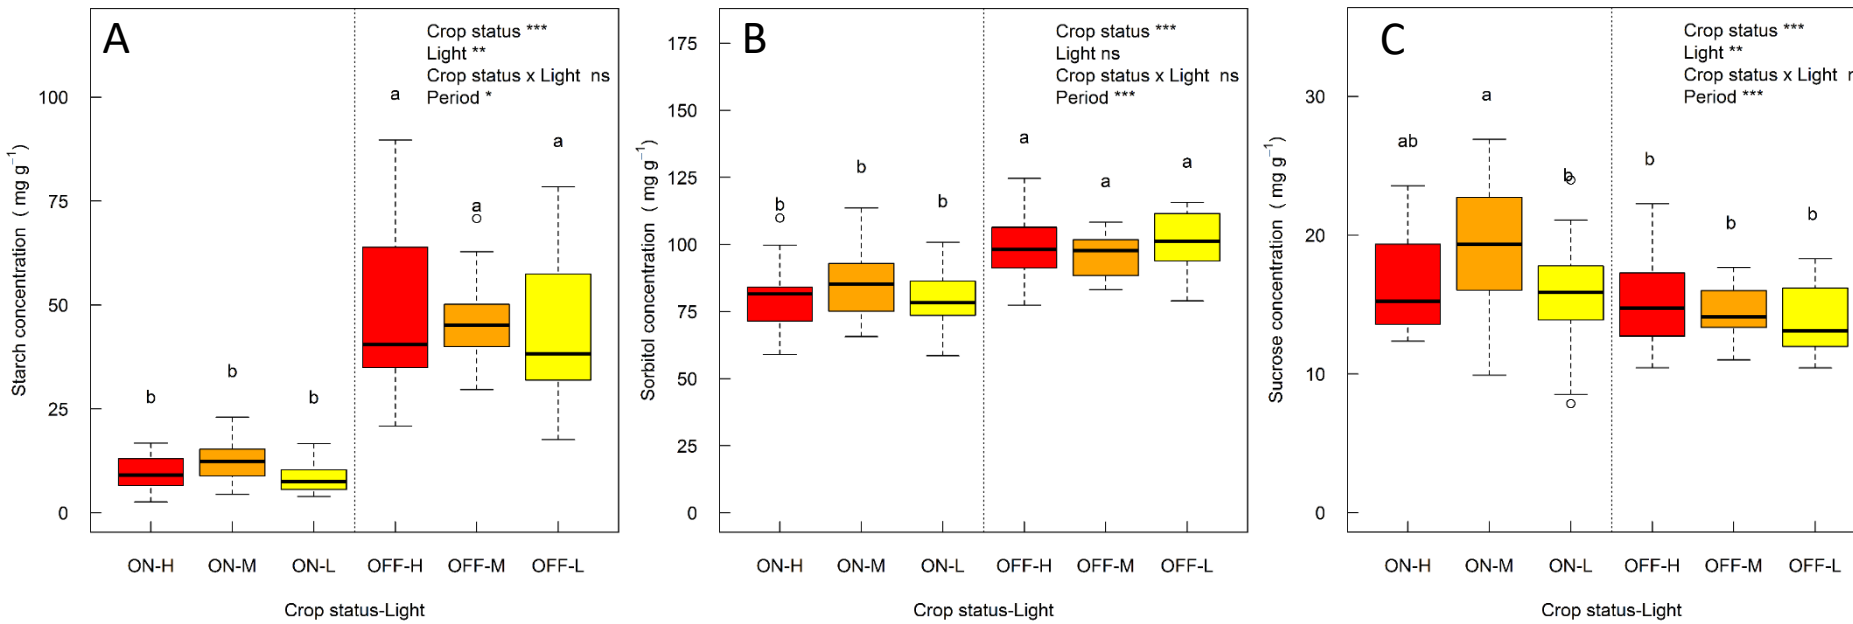 A
Crop status ***
Light **
Crop status x Light ns
Period *
Starch concentration ( mg g⁻¹)
100
75
50
25
0
b
b
b
a
a
a
ON-H
ON-M
ON-L
OFF-H
OFF-M
OFF-L
Crop status-Light
B
Crop status ***
Light ns
Crop status x Light ns
Period ***
Sorbitol concentration ( mg g⁻¹)
175
150
125
100
75
50
25
0
b
b
b
a
a
a
ON-H
ON-M
ON-L
OFF-H
OFF-M
OFF-L
Crop status-Light
C
Crop status ***
Light **
Crop status x Light
Period ***
Sucrose concentration ( mg g⁻¹)
30
20
10
0
ab
a
b
b
b
b
ON-H
ON-M
ON-L
OFF-H
OFF-M
OFF-L
Crop status-Light